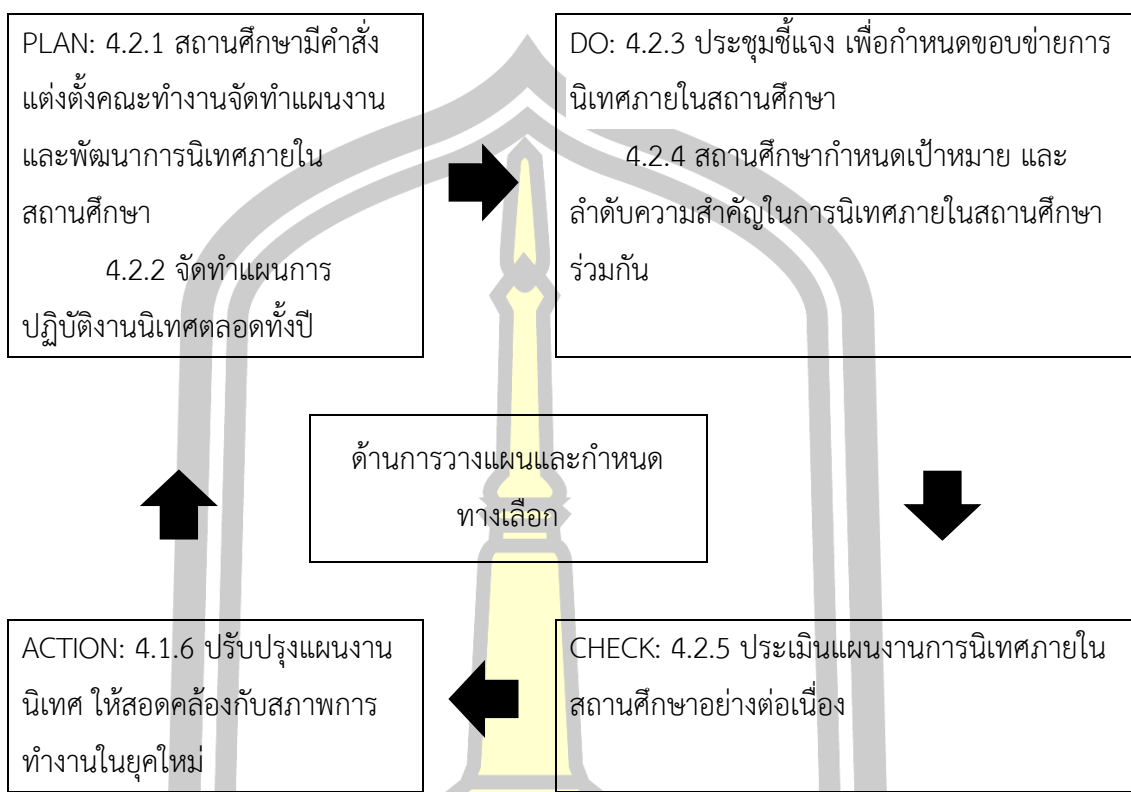 PLAN: 4.2.1 สถานศึกษามีคำสั่ง
แต่งตั้งคณะทำงานจัดทำแผนงาน
และพัฒนาการนิเทศภายใน
สถานศึกษา
4.2.2 จัดทำแผนการ
ปฏิบัติงานนิเทศตลอดทั้งปี
DO: 4.2.3 ประชุมชี้แจง เพื่อกำหนดขอบข่ายการ
นิเทศภายในสถานศึกษา
4.2.4 สถานศึกษากำหนดเป้าหมาย และ
ลำดับความสำคัญในการนิเทศภายในสถานศึกษา
ร่วมกัน
ด้านการวางแผนและกำหนด
ทางเลือก
ACTION: 4.1.6 ปรับปรุงแผนงาน
นิเทศ ให้สอดคล้องกับสภาพการ
ทำงานในยุคใหม่
CHECK: 4.2.5 ประเมินแผนงานการนิเทศภายใน
สถานศึกษาอย่างต่อเนื่อง